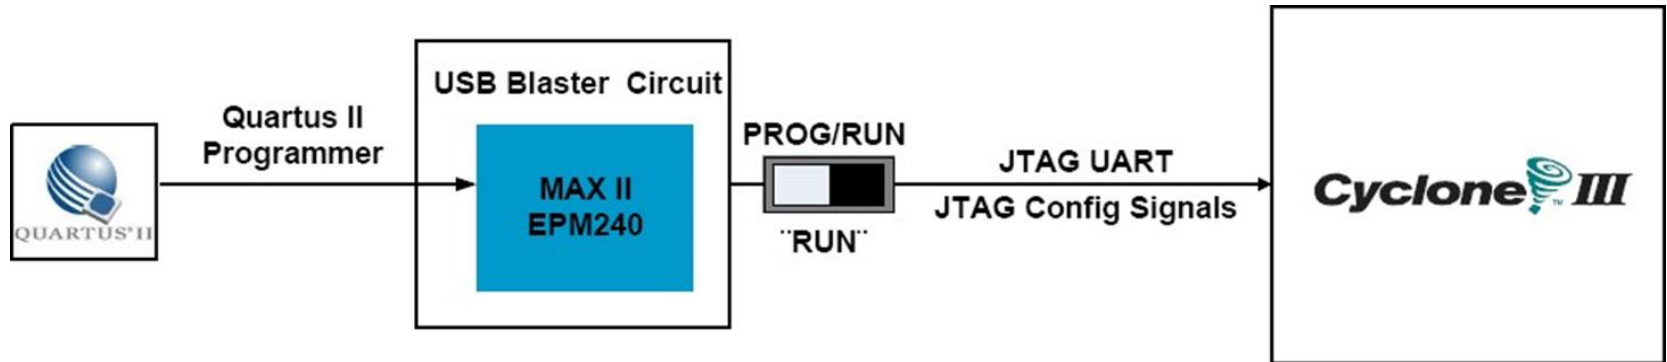 QUARTUS® II
Quartus II
Programmer
USB Blaster Circuit
MAX II
EPM240
PROG/RUN
¨RUN¨
JTAG UART
JTAG Config Signals
Cyclone™ III